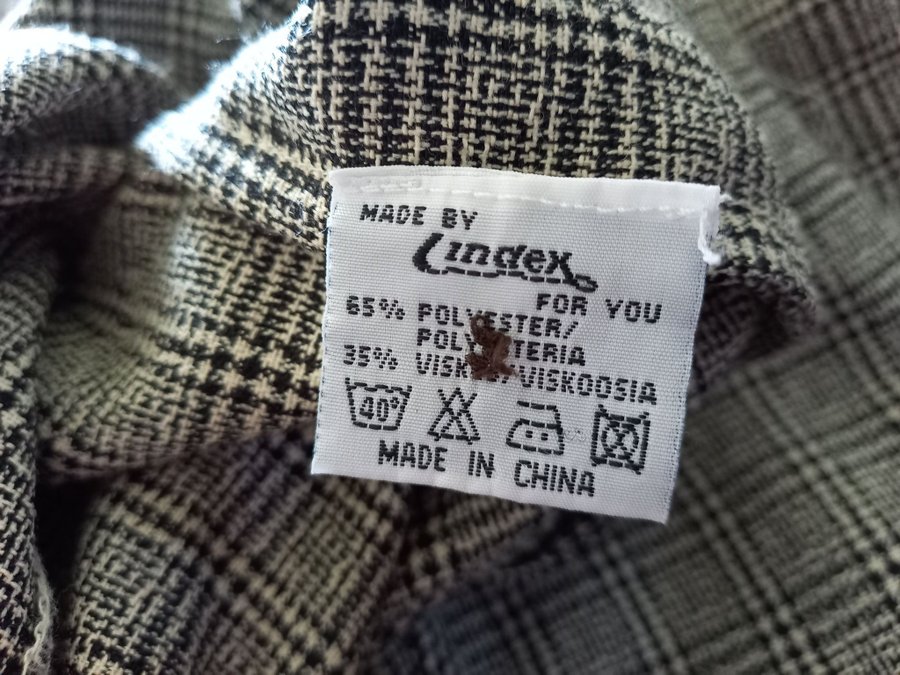 MADE BY
Lindex
FOR YOU
65% POLYESTER/
35% VISKOOSIA
40°
MADE IN CHINA